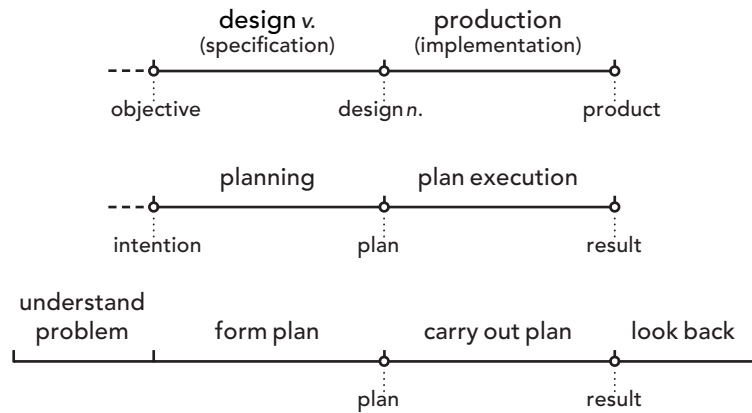 design v. production
(specification) (implementation)
objective design n. product
planning plan execution
intention plan result
understand
problem form plan carry out plan look back
plan result